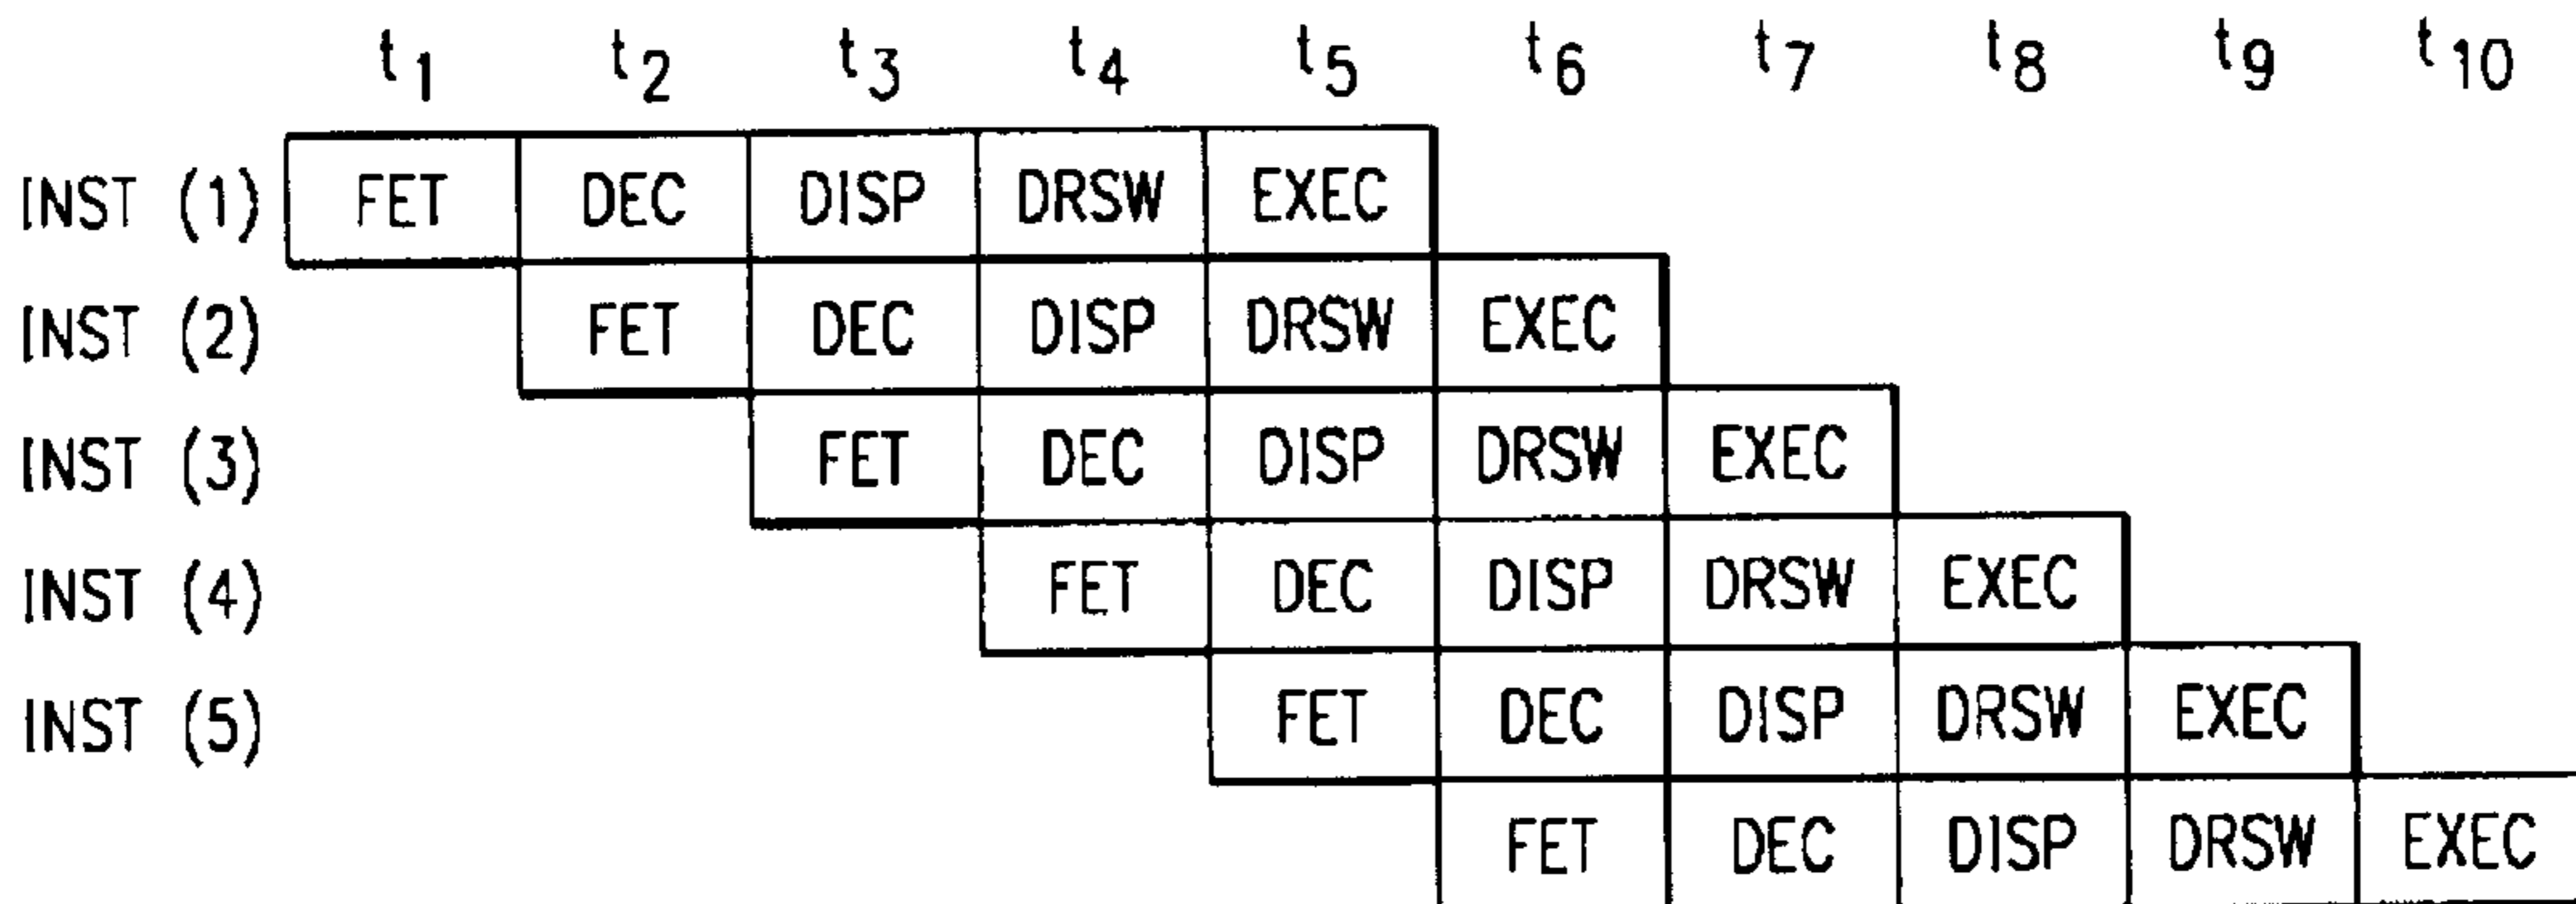 t1 t2 t3 t4 t5 t6 t7 t8 t9 t10
INST (1) FET DEC DISP DRSW EXEC
INST (2) FET DEC DISP DRSW EXEC
INST (3) FET DEC DISP DRSW EXEC
INST (4) FET DEC DISP DRSW EXEC
INST (5) FET DEC DISP DRSW EXEC
FET DEC DISP DRSW EXEC